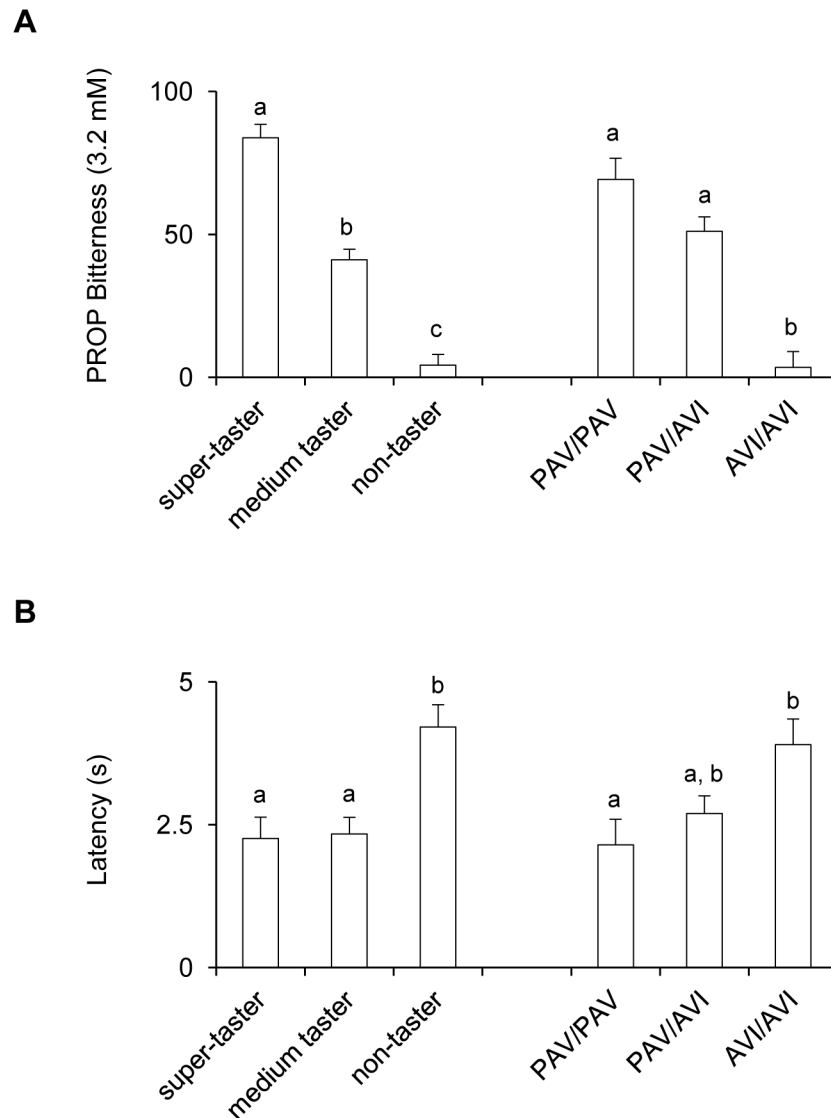 A
PROP Bitterness (3.2 mM)
100
50
0
a
b
c
a
a
b
super-taster
medium taster
non-taster
PAV/PAV
PAV/AVI
AVI/AVI
B
Latency (s)
5
2.5
0
a
a
b
a
a, b
b
super-taster
medium taster
non-taster
PAV/PAV
PAV/AVI
AVI/AVI